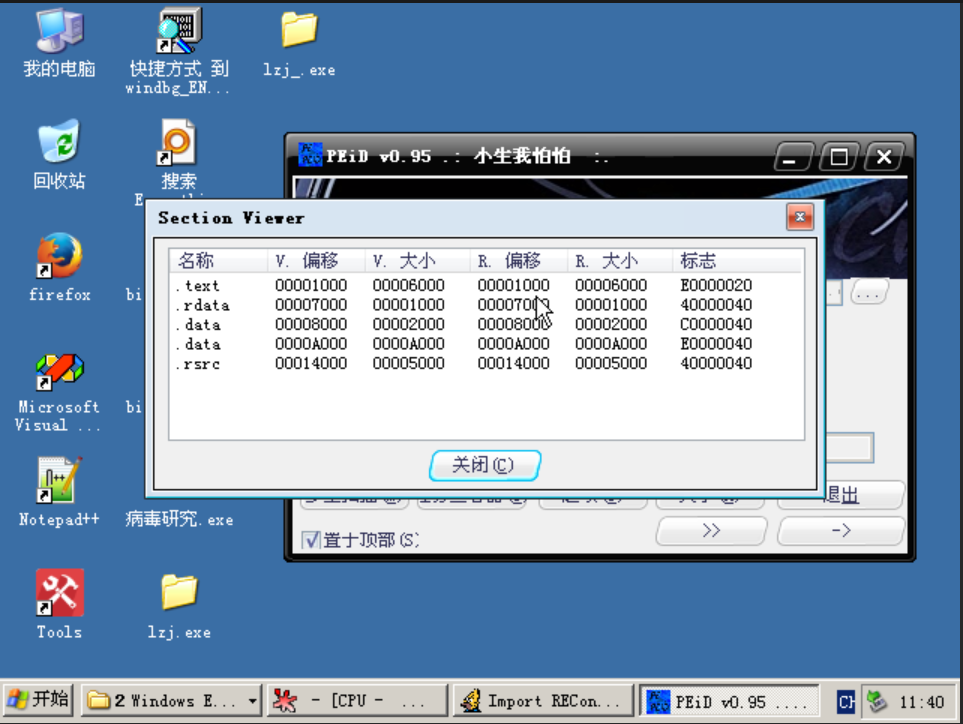 我的电脑
快捷方式 到
windbg_EN...
lzj_.exe
回收站
搜索
firefox
bi
Microsoft
Visual ...
bi
Notepad++
病毒研究.exe
Tools
lzj.exe
PEiD v0.95 .: 小生我怕怕 :.
Section Viewer
名称 V. 偏移 V. 大小 R. 偏移 R. 大小 标志
.text 00001000 00006000 00001000 00006000 E0000020
.rdata 00007000 00001000 00007000 00001000 40000040
.data 00008000 00002000 00008000 00002000 C0000040
.data 0000A000 0000A000 0000A000 0000A000 E0000040
.rsrc 00014000 00005000 00014000 00005000 40000040
关闭(C)
...
退出
置于顶部(S)
>>
->
开始
2 Windows E...
- [CPU - ...
Import RECon...
PEiD v0.95 ....
CH
11:40